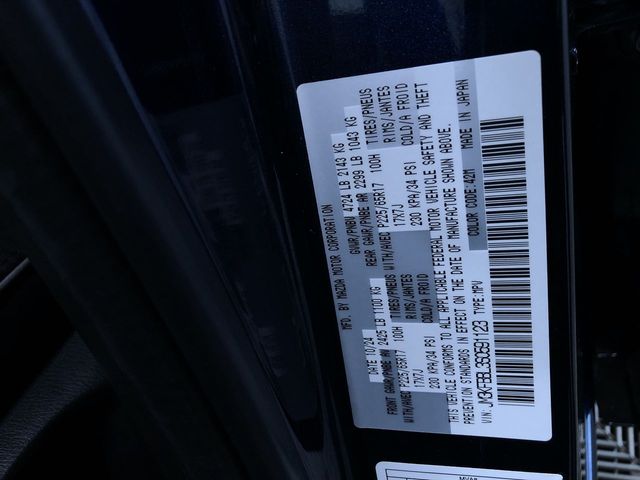 MFD. BY MAZDA MOTOR CORPORATION
DATE 10/24 GVWR/PNBV 4724 LB 2143 KG
FRONT GAWR/PNBE AV 2425 LB 1100 KG REAR GAWR/PNBE AR 2299 LB 1043 KG
WITH/AVEC P225/65R17 100H TIRES/PNEUS WITH/AVEC P225/65R17 100H TIRES/PNEUS
17X7J RIMS/JANTES 17X7J RIMS/JANTES
230 KPA/34 PSI COLD/A FROID 230 KPA/34 PSI COLD/A FROID
THIS VEHICLE CONFORMS TO ALL APPLICABLE FEDERAL MOTOR VEHICLE SAFETY AND THEFT
PREVENTION STANDARDS IN EFFECT ON THE DATE OF MANUFACTURE SHOWN ABOVE.
VIN: TYPE:MPV COLOR CODE:42M MADE IN JAPAN